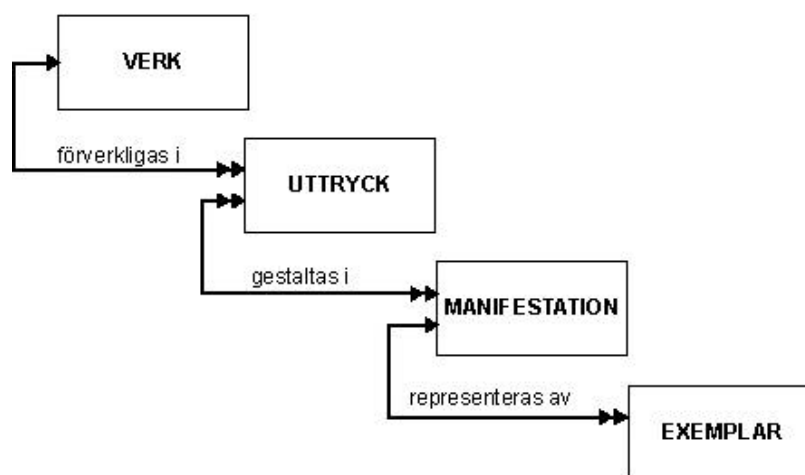 VERK
förverkligas i
UTTRYCK
gestaltas i
MANIFESTATION
representeras av
EXEMPLAR